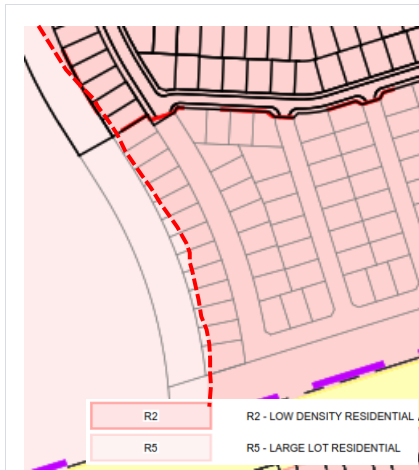 R2 R2 - LOW DENSITY RESIDENTIAL
R5 R5 - LARGE LOT RESIDENTIAL